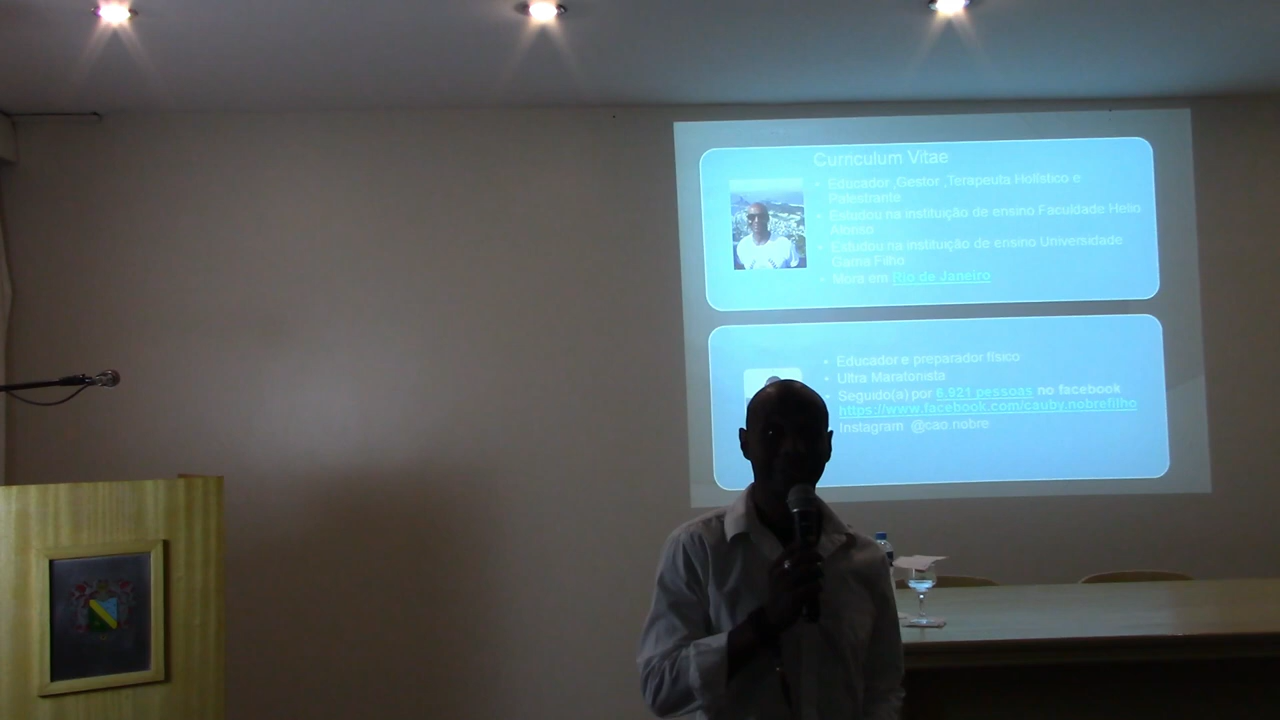 Curriculum Vitae
• Educador ,Gestor ,Terapeuta Holístico e
Palestrante
• Estudou na instituição de ensino Faculdade Helio
Alonso
• Estudou na instituição de ensino Universidade
Gama Filho
• Mora em Rio de Janeiro
• Educador e preparador físico
• Ultra Maratonista
• Seguido(a) por 6.921 pessoas no facebook
https://www.facebook.com/cauby.nobrefilho
Instagram @cao.nobre